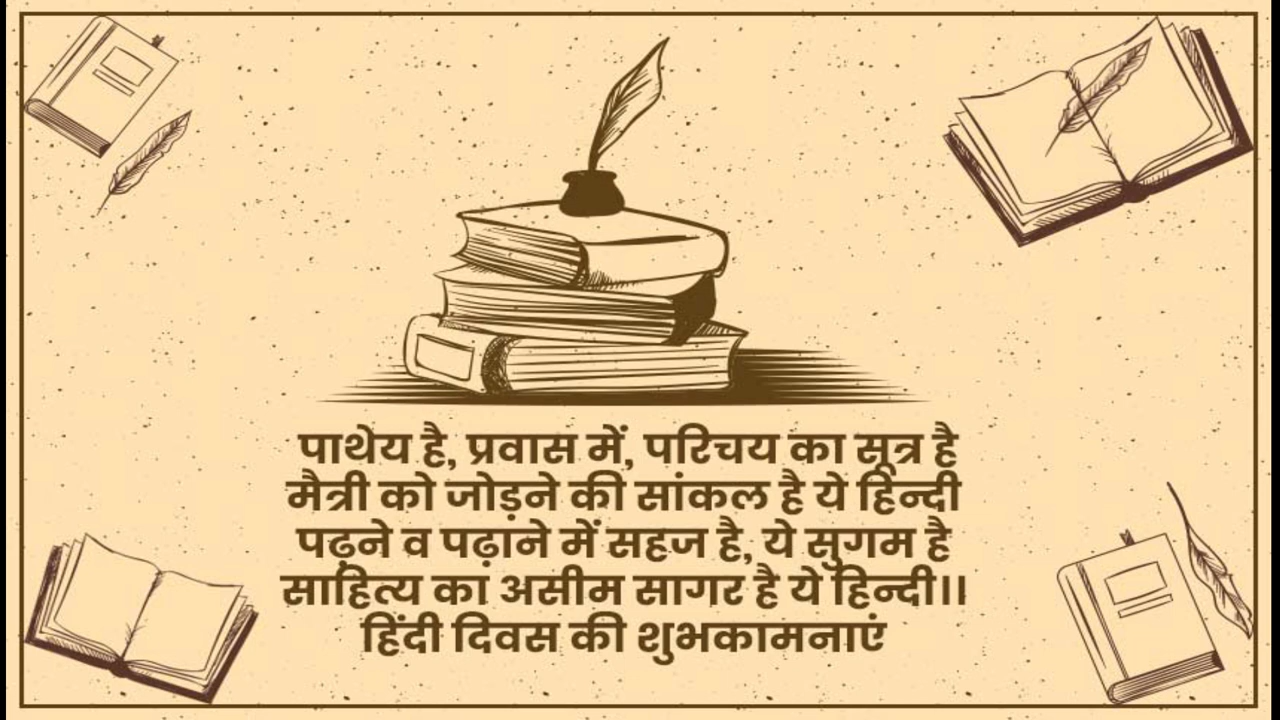 पाथेय है, प्रवास में, परिचय का सूत्र है
मैत्री को जोड़ने की सांकल है ये हिन्दी
पढ़ने व पढ़ाने में सहज है, ये सुगम है
साहित्य का असीम सागर है ये हिन्दी।।
हिंदी दिवस की शुभकामनाएं